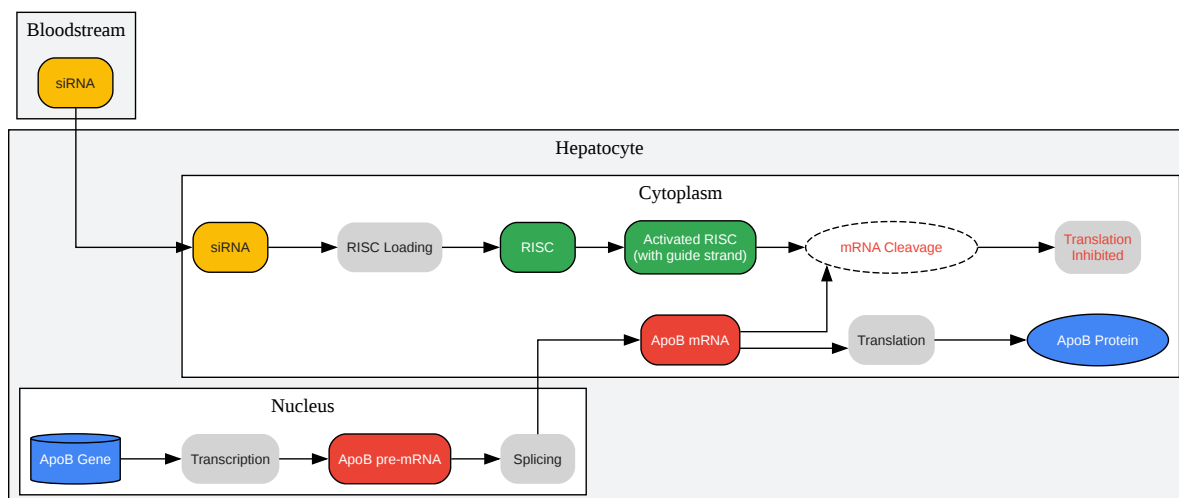 Bloodstream
siRNA
Hepatocyte
Cytoplasm
siRNA
RISC Loading
RISC
Activated RISC
(with guide strand)
mRNA Cleavage
Translation
Inhibited
ApoB mRNA
Translation
ApoB Protein
Nucleus
ApoB Gene
Transcription
ApoB pre-mRNA
Splicing